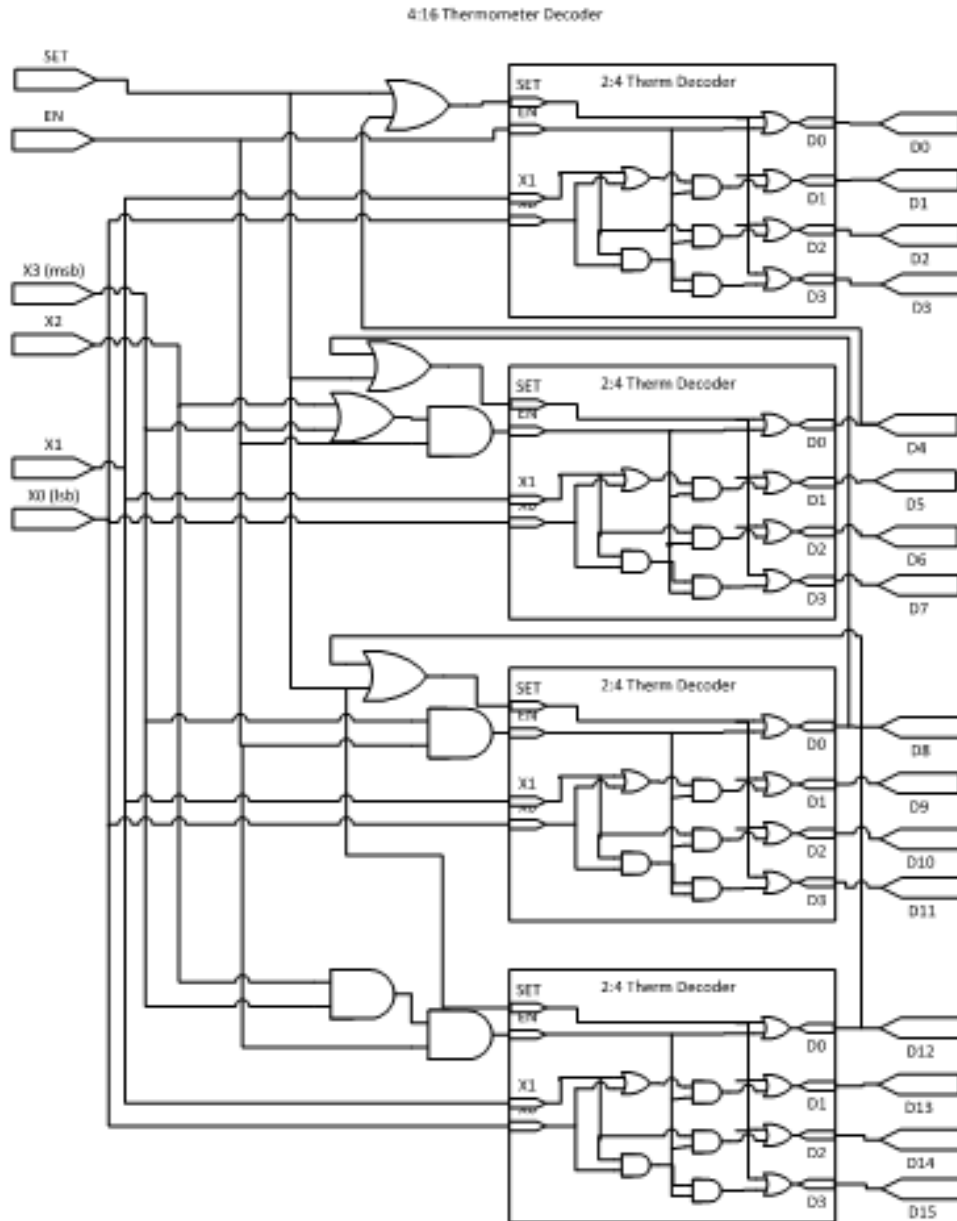 4:16 Thermometer Decoder
SET
EN
X3 (msb)
X2
X1
X0 (lsb)
2:4 Therm Decoder
SET
EN
X1
X0
D0
D1
D2
D3
D0
D1
D2
D3
2:4 Therm Decoder
SET
EN
X1
X0
D0
D1
D2
D3
D4
D5
D6
D7
2:4 Therm Decoder
SET
EN
X1
X0
D0
D1
D2
D3
D8
D9
D10
D11
2:4 Therm Decoder
SET
EN
X1
X0
D0
D1
D2
D3
D12
D13
D14
D15